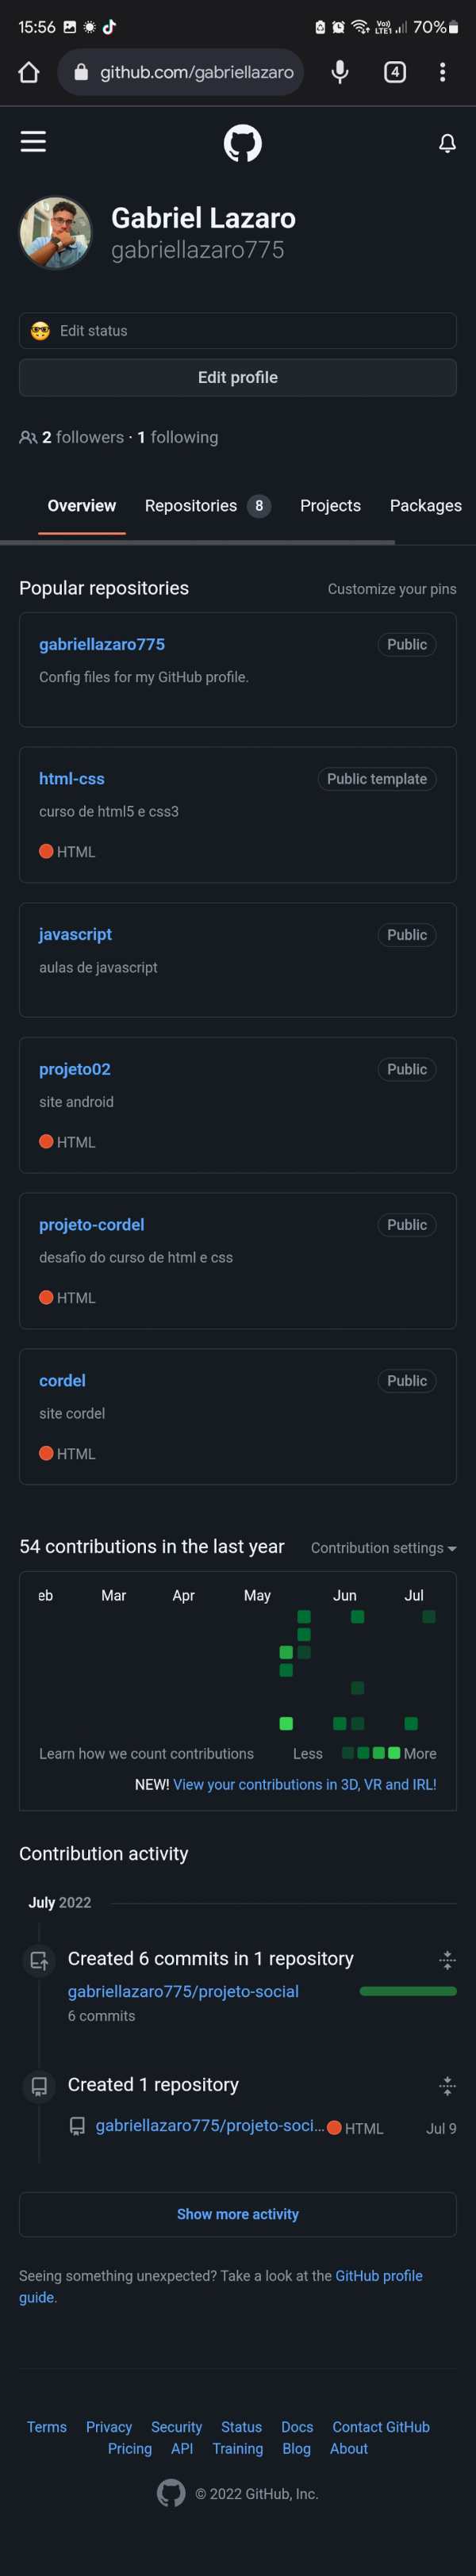 15:56 Vo)) LTE1 70%
github.com/gabriellazaro 4
Gabriel Lazaro
gabriellazaro775
Edit status
Edit profile
2 followers · 1 following
Overview Repositories 8 Projects Packages
Popular repositories Customize your pins
gabriellazaro775 Public
Config files for my GitHub profile.
html-css Public template
curso de html5 e css3
HTML
javascript Public
aulas de javascript
projeto02 Public
site android
HTML
projeto-cordel Public
desafio do curso de html e css
HTML
cordel Public
site cordel
HTML
54 contributions in the last year Contribution settings
eb Mar Apr May Jun Jul
Learn how we count contributions Less More
NEW! View your contributions in 3D, VR and IRL!
Contribution activity
July 2022
Created 6 commits in 1 repository
gabriellazaro775/projeto-social
6 commits
Created 1 repository
gabriellazaro775/projeto-soci... HTML Jul 9
Show more activity
Seeing something unexpected? Take a look at the GitHub profile
guide.
Terms Privacy Security Status Docs Contact GitHub
Pricing API Training Blog About
© 2022 GitHub, Inc.